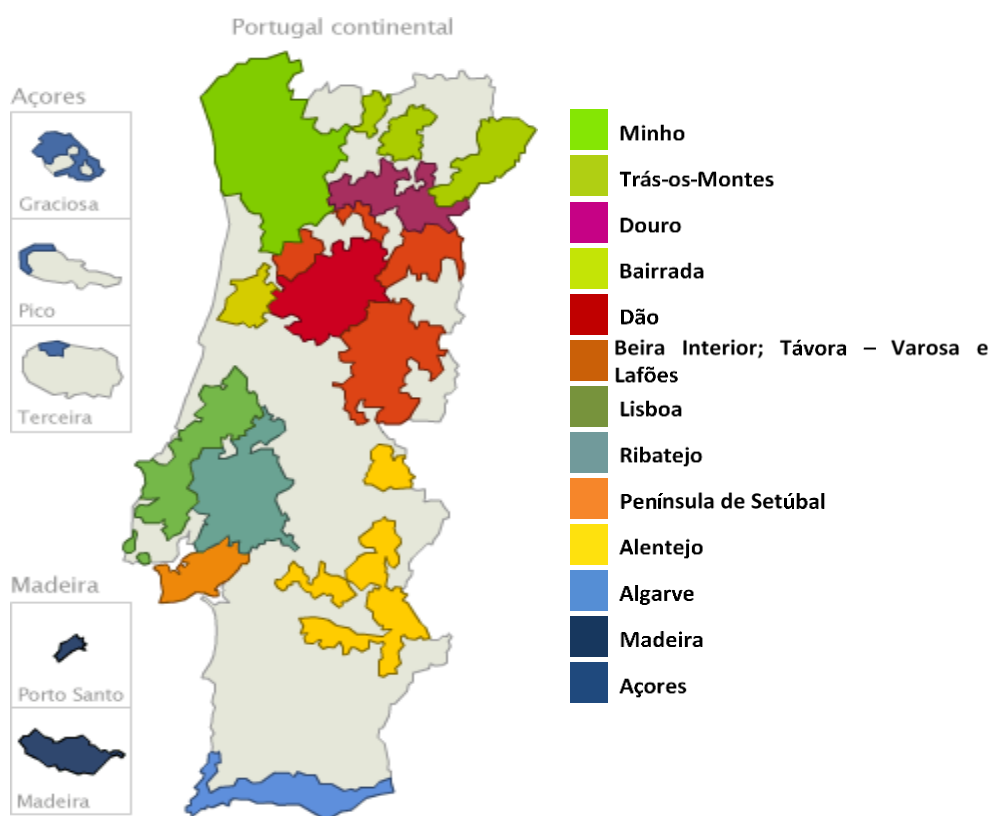 Portugal continental
Açores
Graciosa
Pico
Terceira
Madeira
Porto Santo
Madeira
Minho
Trás-os-Montes
Douro
Bairrada
Dão
Beira Interior; Távora – Varosa e
Lafões
Lisboa
Ribatejo
Península de Setúbal
Alentejo
Algarve
Madeira
Açores